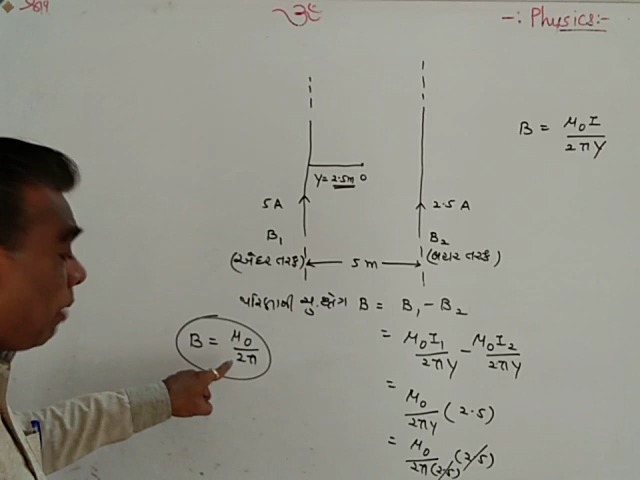 -: Physics:-
B = μ₀I / 2πy
y = 2.5m O
5A
2.5 A
B₁
B₂
(અંદર તરફ)
5 m
(બહાર તરફ)
પરિણામી ચુ. ક્ષેત્ર B = B₁ - B₂
= μ₀I₁ / 2πy - μ₀I₂ / 2πy
B = μ₀ / 2π
= μ₀ / 2πy (2.5)
= μ₀ / 2π(2.5) (2.5)